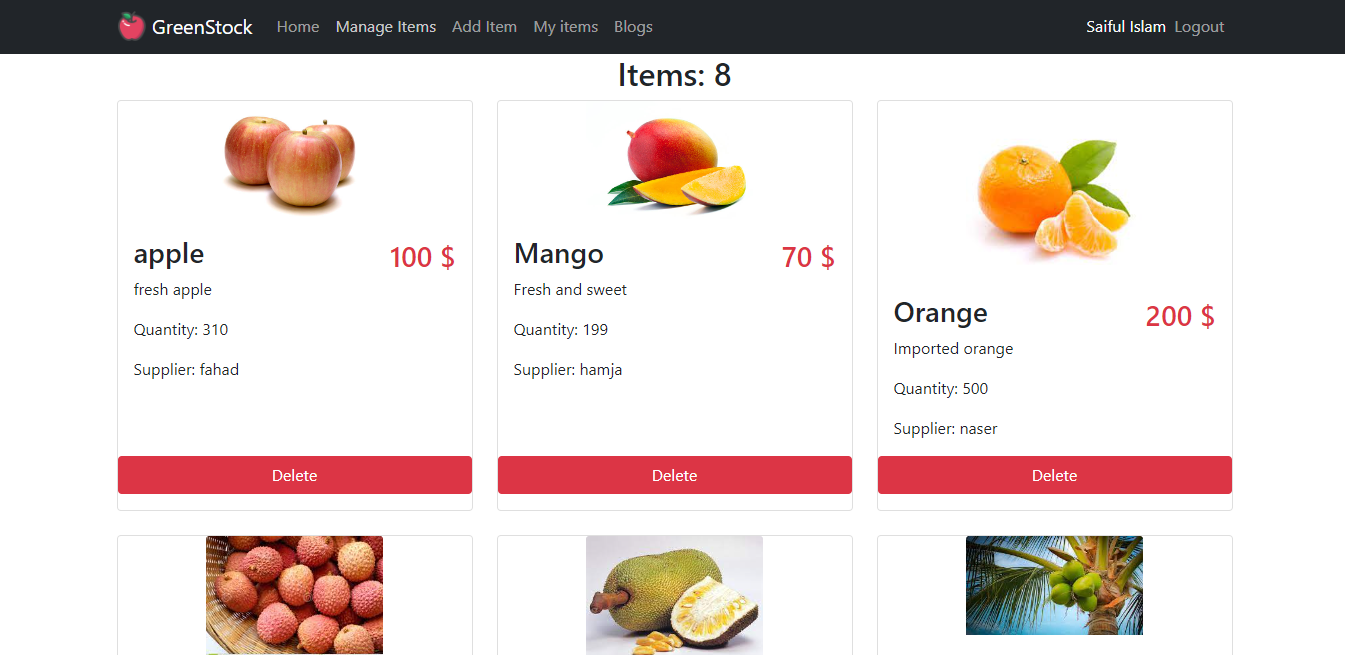 GreenStock Home Manage Items Add Item My items Blogs Saiful Islam Logout
Items: 8
apple 100 $
fresh apple
Quantity: 310
Supplier: fahad
Delete
Mango 70 $
Fresh and sweet
Quantity: 199
Supplier: hamja
Delete
Orange 200 $
Imported orange
Quantity: 500
Supplier: naser
Delete